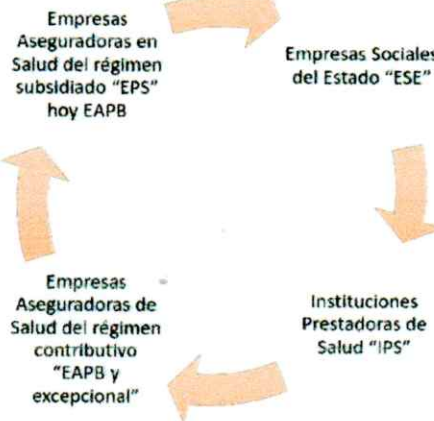 Empresas
Aseguradoras en
Salud del régimen
subsidiado "EPS"
hoy EAPB
Empresas Sociales
del Estado "ESE"
Instituciones
Prestadoras de
Salud "IPS"
Empresas
Aseguradoras de
Salud del régimen
contributivo
"EAPB y
excepcional"